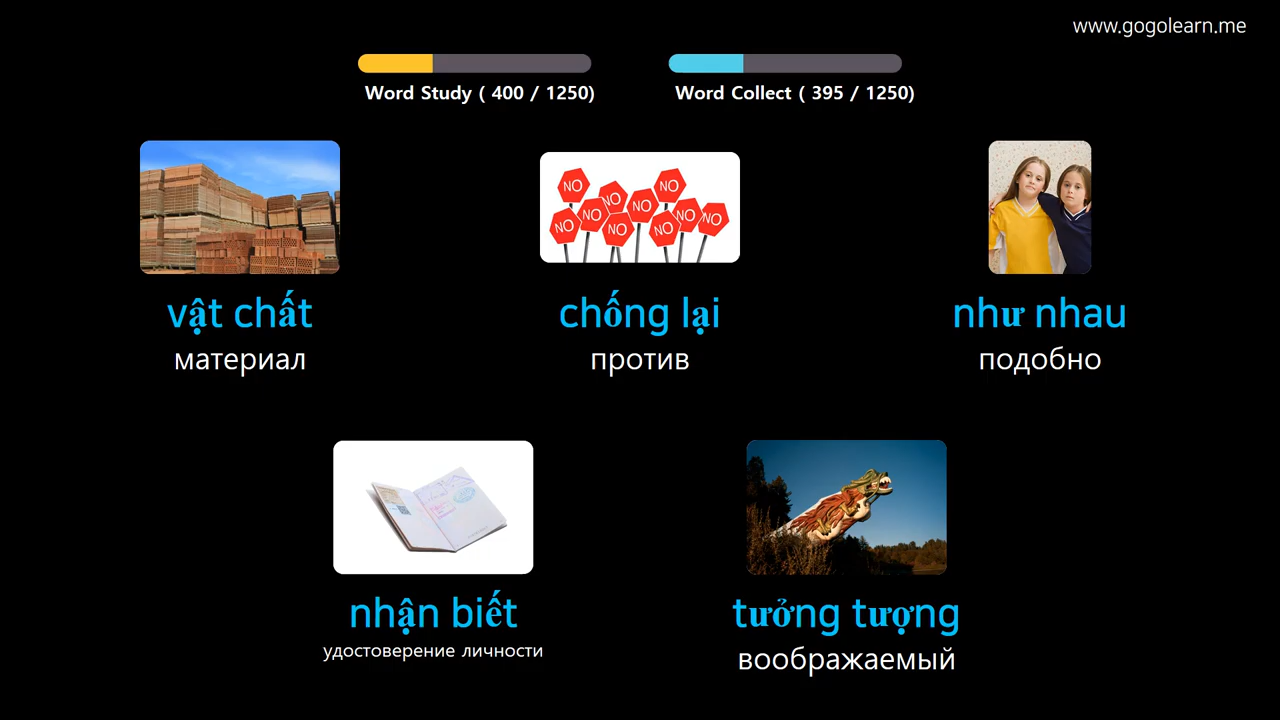 www.gogolearn.me
Word Study ( 400 / 1250)
Word Collect ( 395 / 1250)
NO NO NO NO NO NO NO NO NO NO
vật chất
chống lại
như nhau
материал
против
подобно
nhận biết
tưởng tượng
удостоверение личности
воображаемый